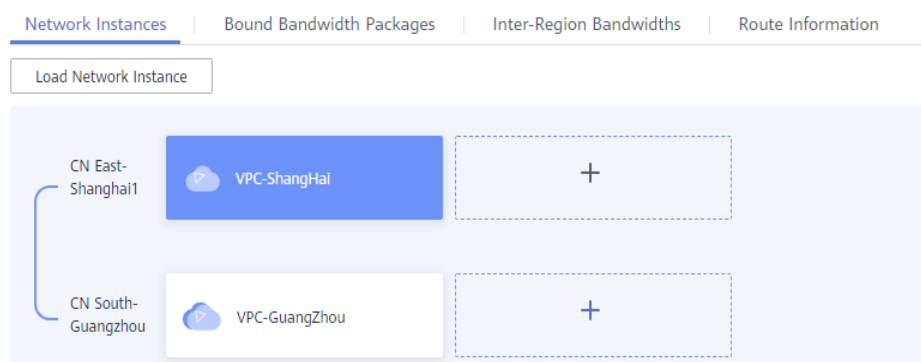 Network Instances
Bound Bandwidth Packages
Inter-Region Bandwidths
Route Information
Load Network Instance
CN East-
Shanghai1
VPC-ShangHai
CN South-
Guangzhou
VPC-GuangZhou